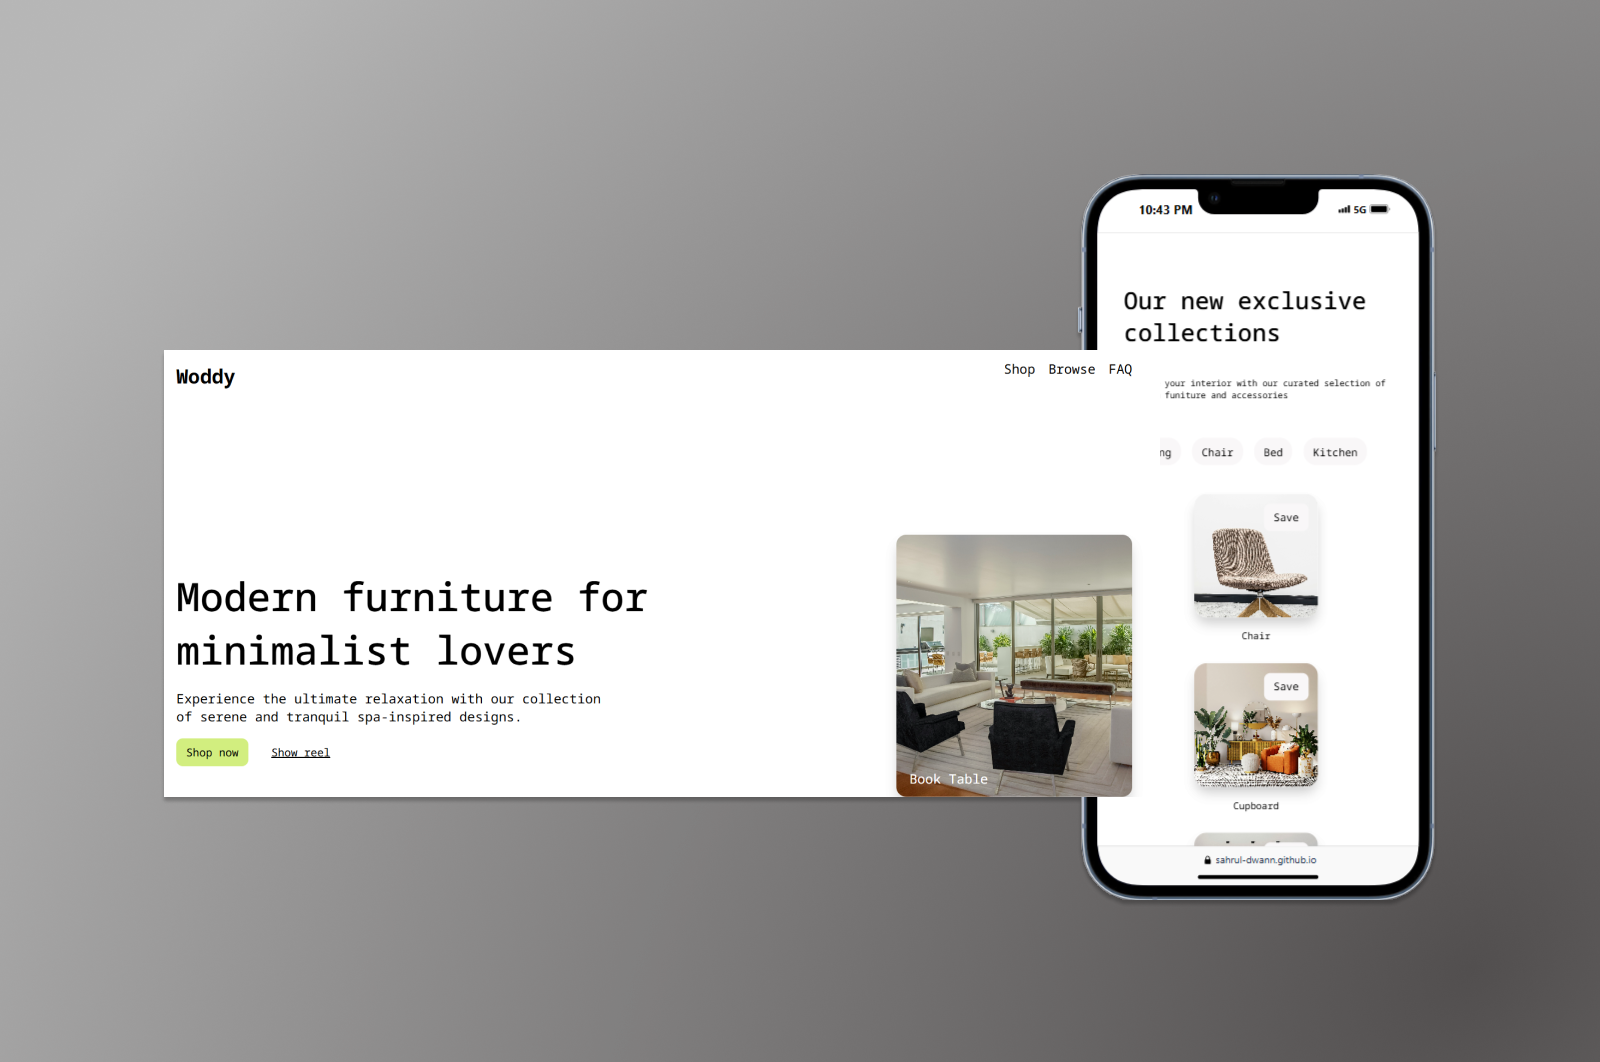 10:43 PM
5G
Our new exclusive
collections
Woddy
Shop Browse FAQ
your interior with our curated selection of
funiture and accessories
ng Chair Bed Kitchen
Save
Chair
Modern furniture for
minimalist lovers
Experience the ultimate relaxation with our collection
of serene and tranquil spa-inspired designs.
Shop now Show reel
Book Table
Save
Cupboard
sahrul-dwann.github.io